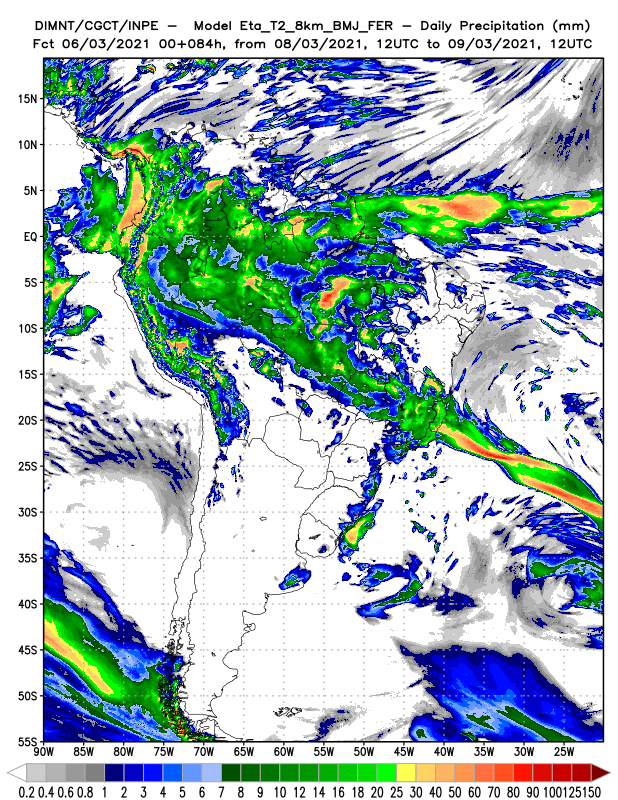 DIMNT/CGCT/INPE – Model Eta_T2_8km_BMJ_FER – Daily Precipitation (mm)
Fct 06/03/2021 00+084h, from 08/03/2021, 12UTC to 09/03/2021, 12UTC
15N
10N
5N
EQ
5S
10S
15S
20S
25S
30S
35S
40S
45S
50S
55S
90W 85W 80W 75W 70W 65W 60W 55W 50W 45W 40W 35W 30W 25W
0.2 0.4 0.6 0.8 1 2 3 4 5 6 7 8 9 10 12 14 16 18 20 25 30 40 50 60 70 80 90 100 125 150